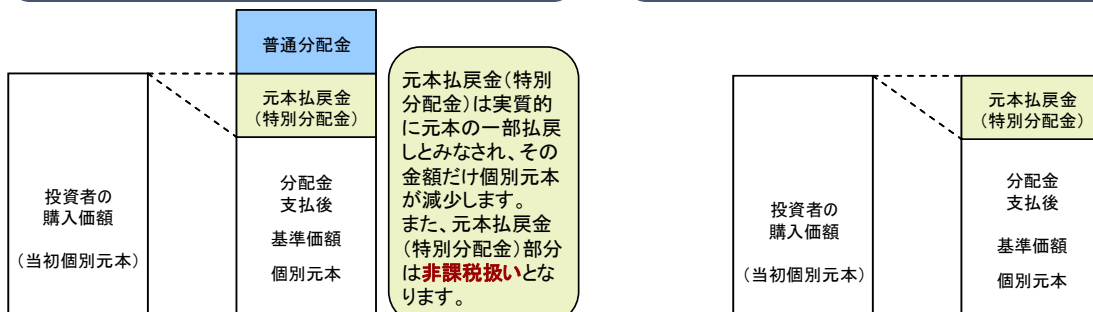 普通分配金
元本払戻金
(特別分配金)
投資者の
購入価額
(当初個別元本)
分配金
支払後
基準価額
個別元本
元本払戻金(特別
分配金)は実質的
に元本の一部払戻
しとみなされ、その
金額だけ個別元本
が減少します。
また、元本払戻金
(特別分配金)部分
は非課税扱いとな
ります。
元本払戻金
(特別分配金)
投資者の
購入価額
(当初個別元本)
分配金
支払後
基準価額
個別元本